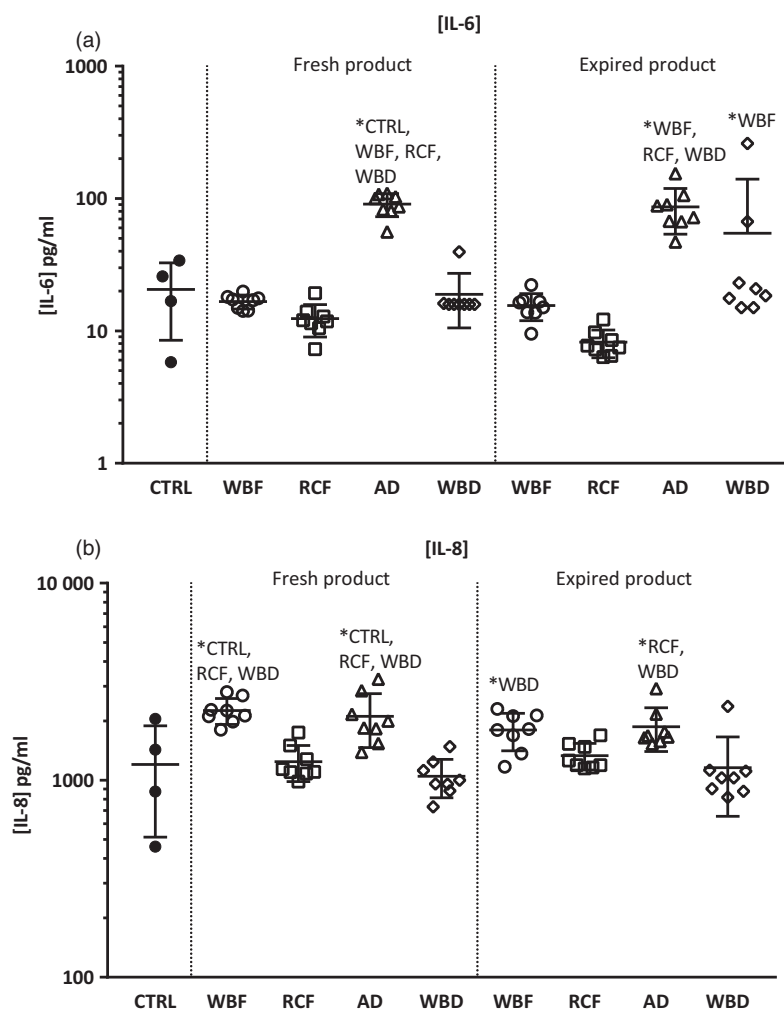 (a)
[IL-6]
Fresh product
Expired product
[IL-6] pg/ml
1000
100
10
1
*CTRL,
WBF, RCF,
WBD
*WBF,
RCF, WBD
*WBF
CTRL WBF RCF AD WBD WBF RCF AD WBD
(b)
[IL-8]
Fresh product
Expired product
[IL-8] pg/ml
10 000
1000
100
*CTRL,
RCF, WBD
*CTRL,
RCF, WBD
*WBD
*RCF,
WBD
CTRL WBF RCF AD WBD WBF RCF AD WBD